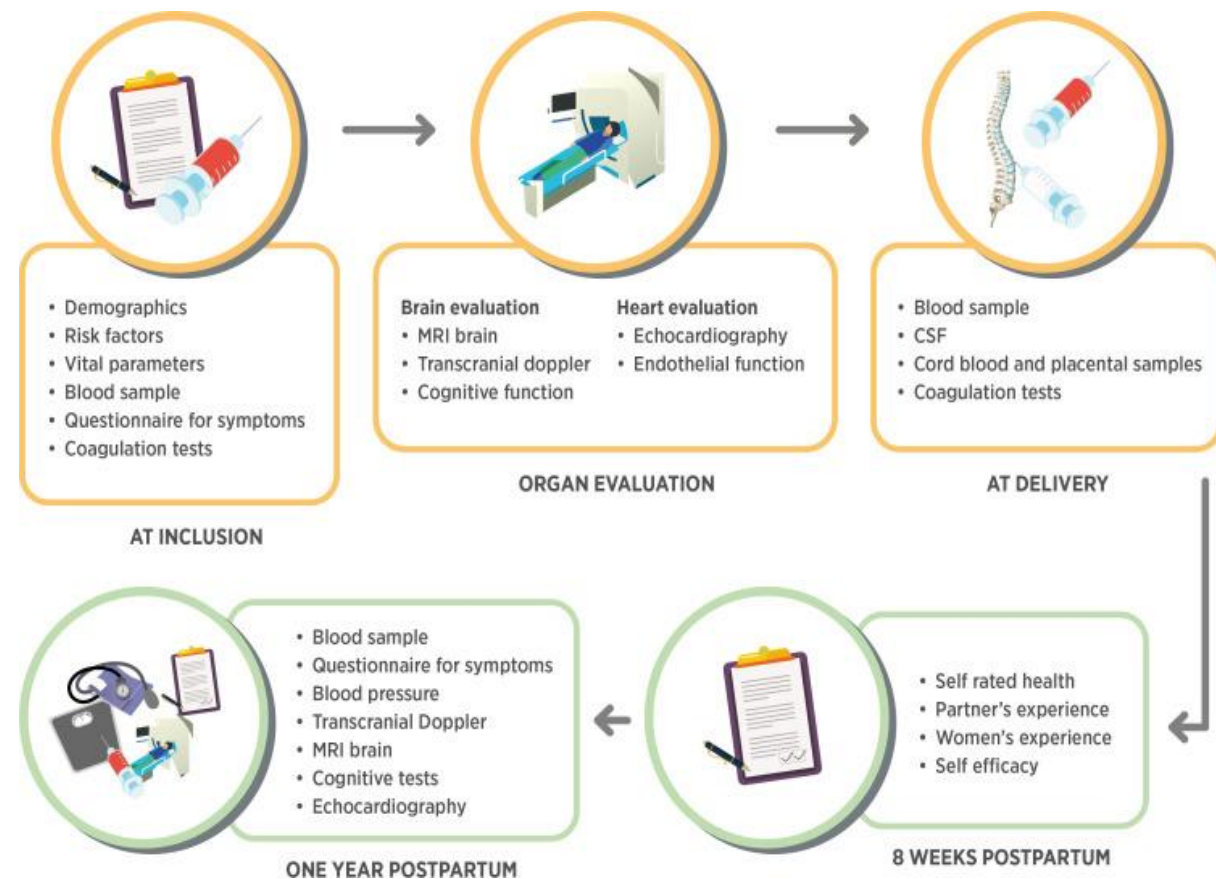 • Demographics
• Risk factors
• Vital parameters
• Blood sample
• Questionnaire for symptoms
• Coagulation tests
AT INCLUSION
Brain evaluation
• MRI brain
• Transcranial doppler
• Cognitive function
Heart evaluation
• Echocardiography
• Endothelial function
ORGAN EVALUATION
• Blood sample
• CSF
• Cord blood and placental samples
• Coagulation tests
AT DELIVERY
• Self rated health
• Partner's experience
• Women's experience
• Self efficacy
8 WEEKS POSTPARTUM
• Blood sample
• Questionnaire for symptoms
• Blood pressure
• Transcranial Doppler
• MRI brain
• Cognitive tests
• Echocardiography
ONE YEAR POSTPARTUM